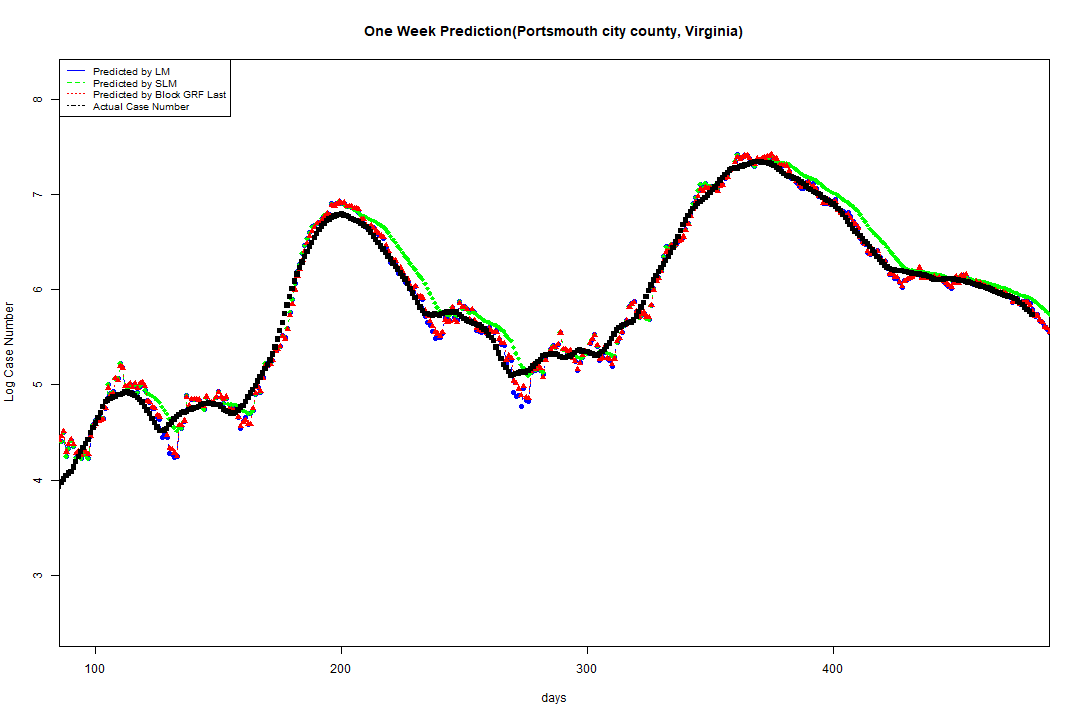 One Week Prediction(Portsmouth city county, Virginia)
Predicted by LM
Predicted by SLM
Predicted by Block GRF Last
Actual Case Number
8
7
6
5
4
3
Log Case Number
100 200 300 400
days